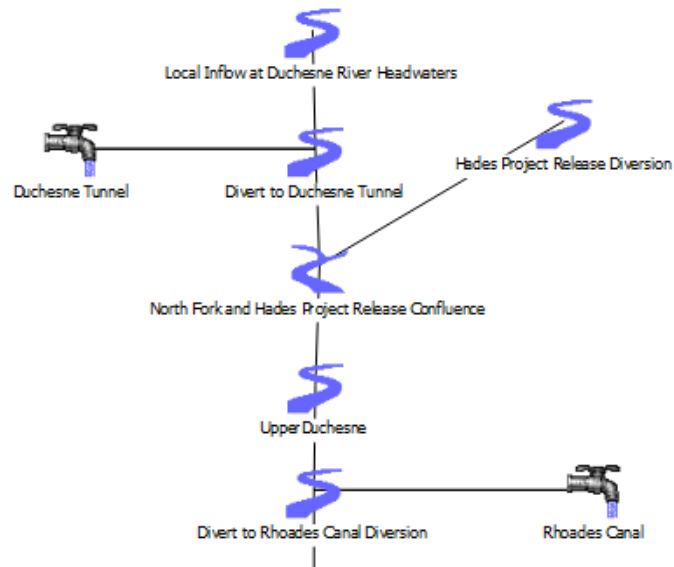 Local Inflow at Duchesne River Headwaters
Duchesne Tunnel
Divert to Duchesne Tunnel
Hades Project Release Diversion
North Fork and Hades Project Release Confluence
Upper Duchesne
Divert to Rhoades Canal Diversion
Rhoades Canal